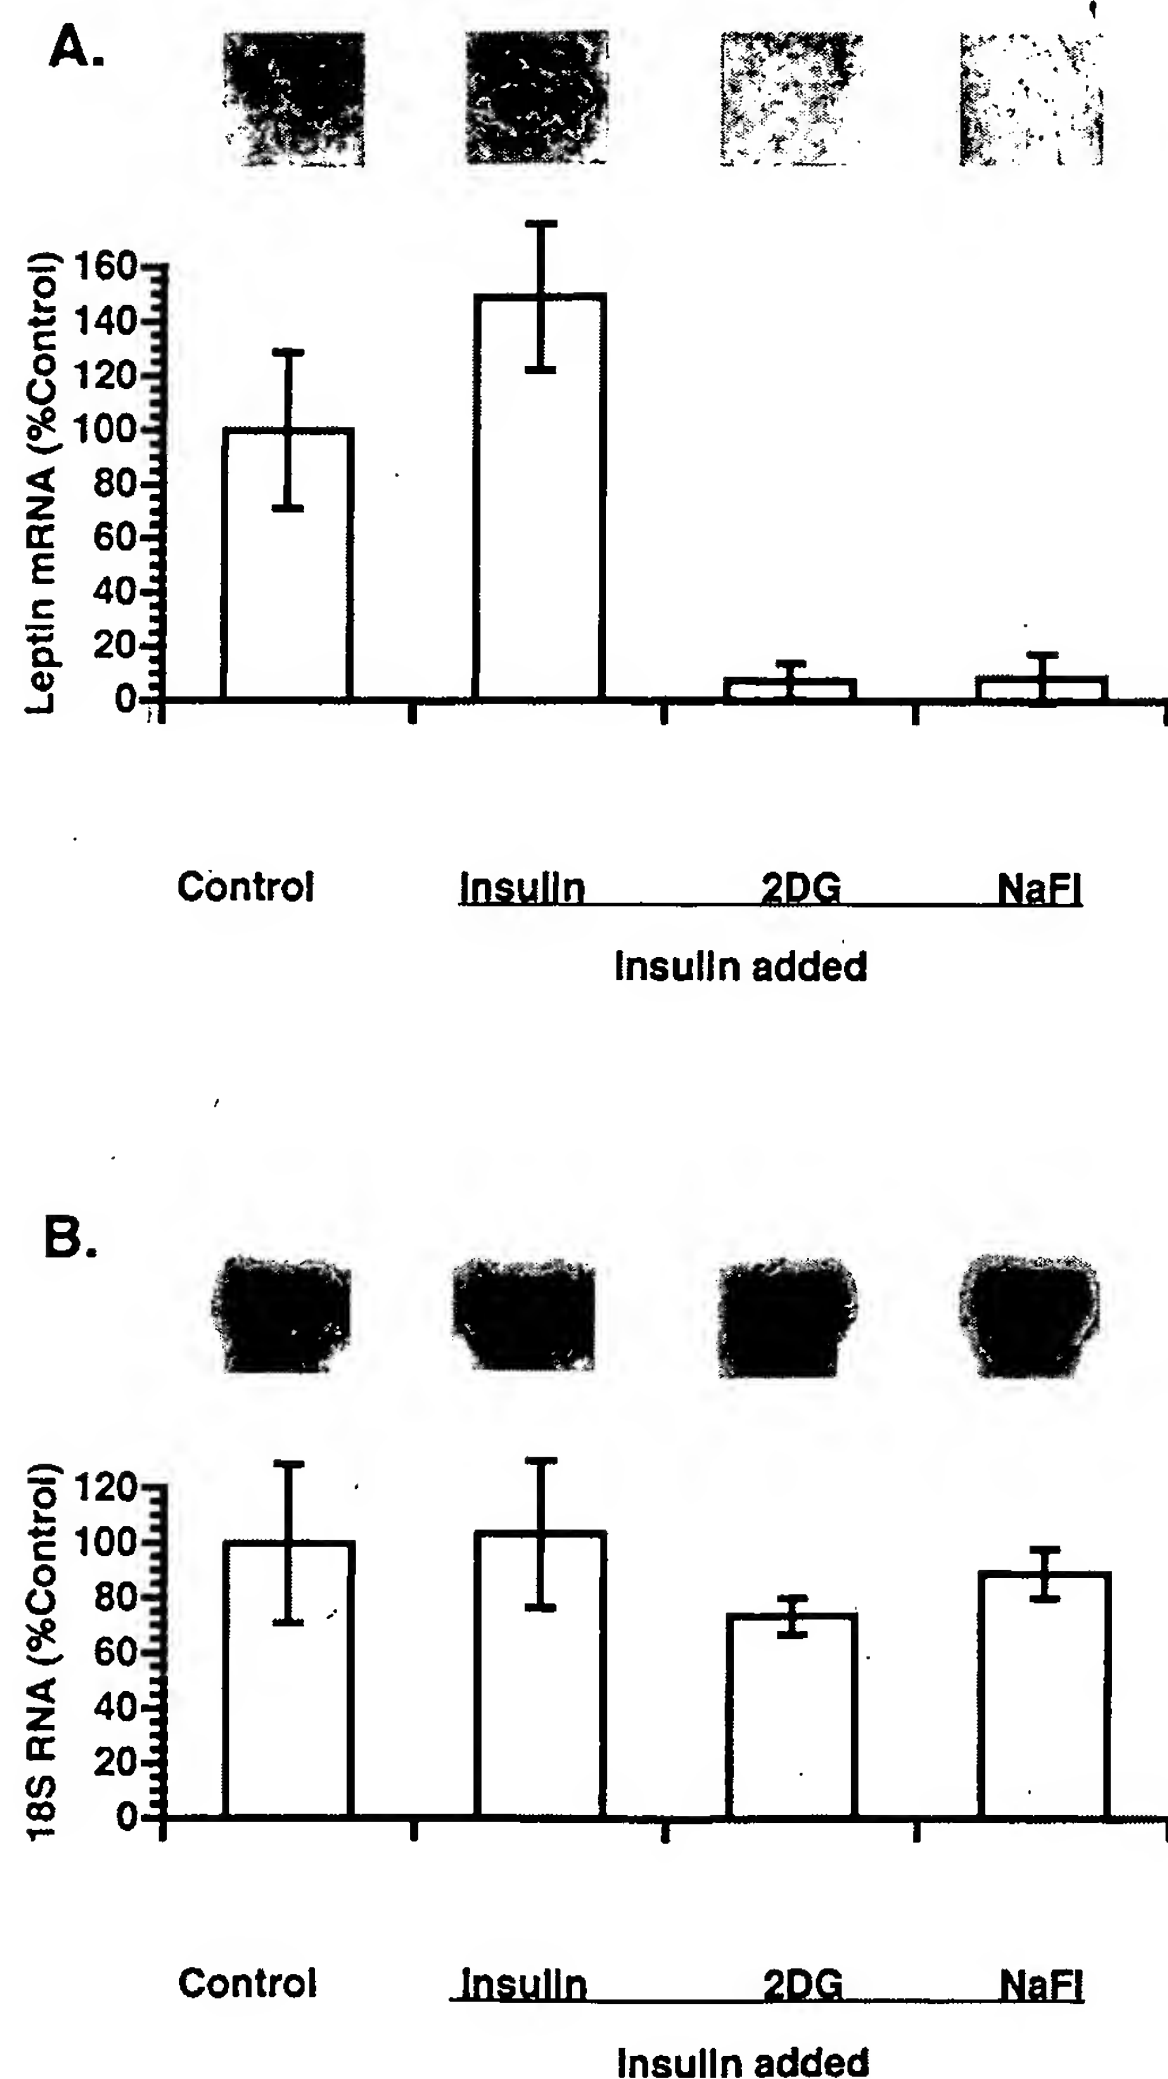 A.
Leptin mRNA (%Control)
160
140
120
100
80
60
40
20
0
Control Insulin 2DG NaFl
Insulin added
B.
18S RNA (%Control)
120
100
80
60
40
20
0
Control Insulin 2DG NaFl
Insulin added